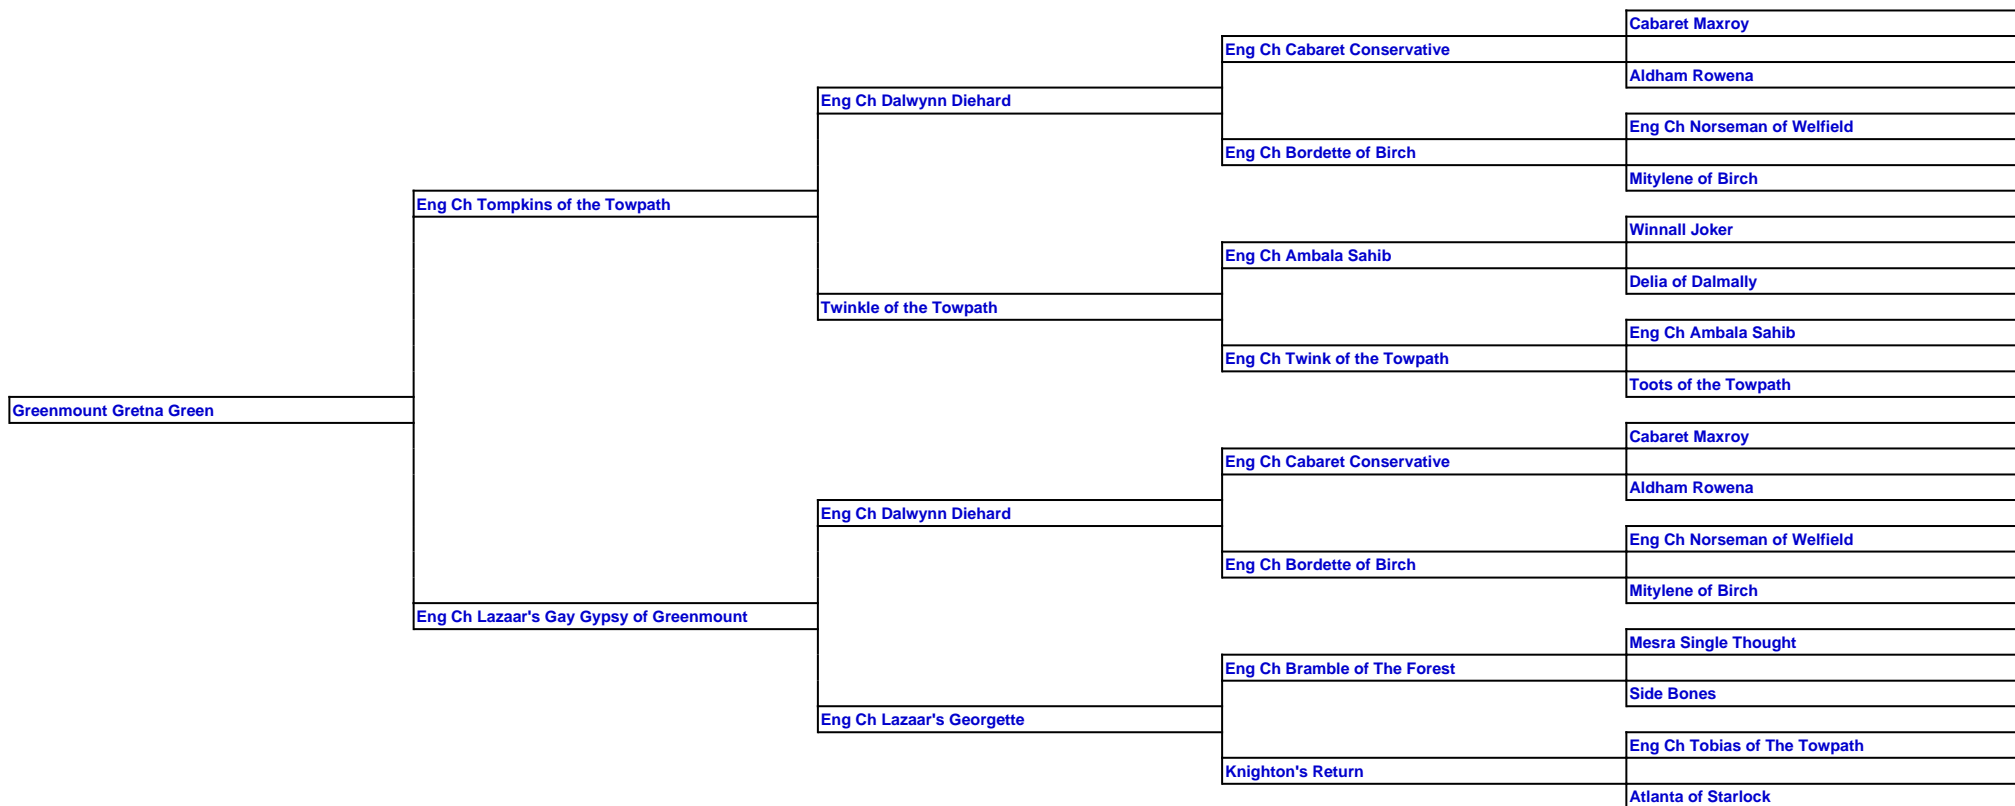 Cabaret Maxroy
Eng Ch Cabaret Conservative
Aldham Rowena
Eng Ch Dalwynn Diehard
Eng Ch Norseman of Welfield
Eng Ch Bordette of Birch
Mitylene of Birch
Eng Ch Tompkins of the Towpath
Winnall Joker
Eng Ch Ambala Sahib
Delia of Dalmally
Twinkle of the Towpath
Eng Ch Ambala Sahib
Eng Ch Twink of the Towpath
Toots of the Towpath
Greenmount Gretna Green
Cabaret Maxroy
Eng Ch Cabaret Conservative
Aldham Rowena
Eng Ch Dalwynn Diehard
Eng Ch Norseman of Welfield
Eng Ch Bordette of Birch
Mitylene of Birch
Eng Ch Lazaar's Gay Gypsy of Greenmount
Mesra Single Thought
Eng Ch Bramble of The Forest
Side Bones
Eng Ch Lazaar's Georgette
Eng Ch Tobias of The Towpath
Knighton's Return
Atlanta of Starlock